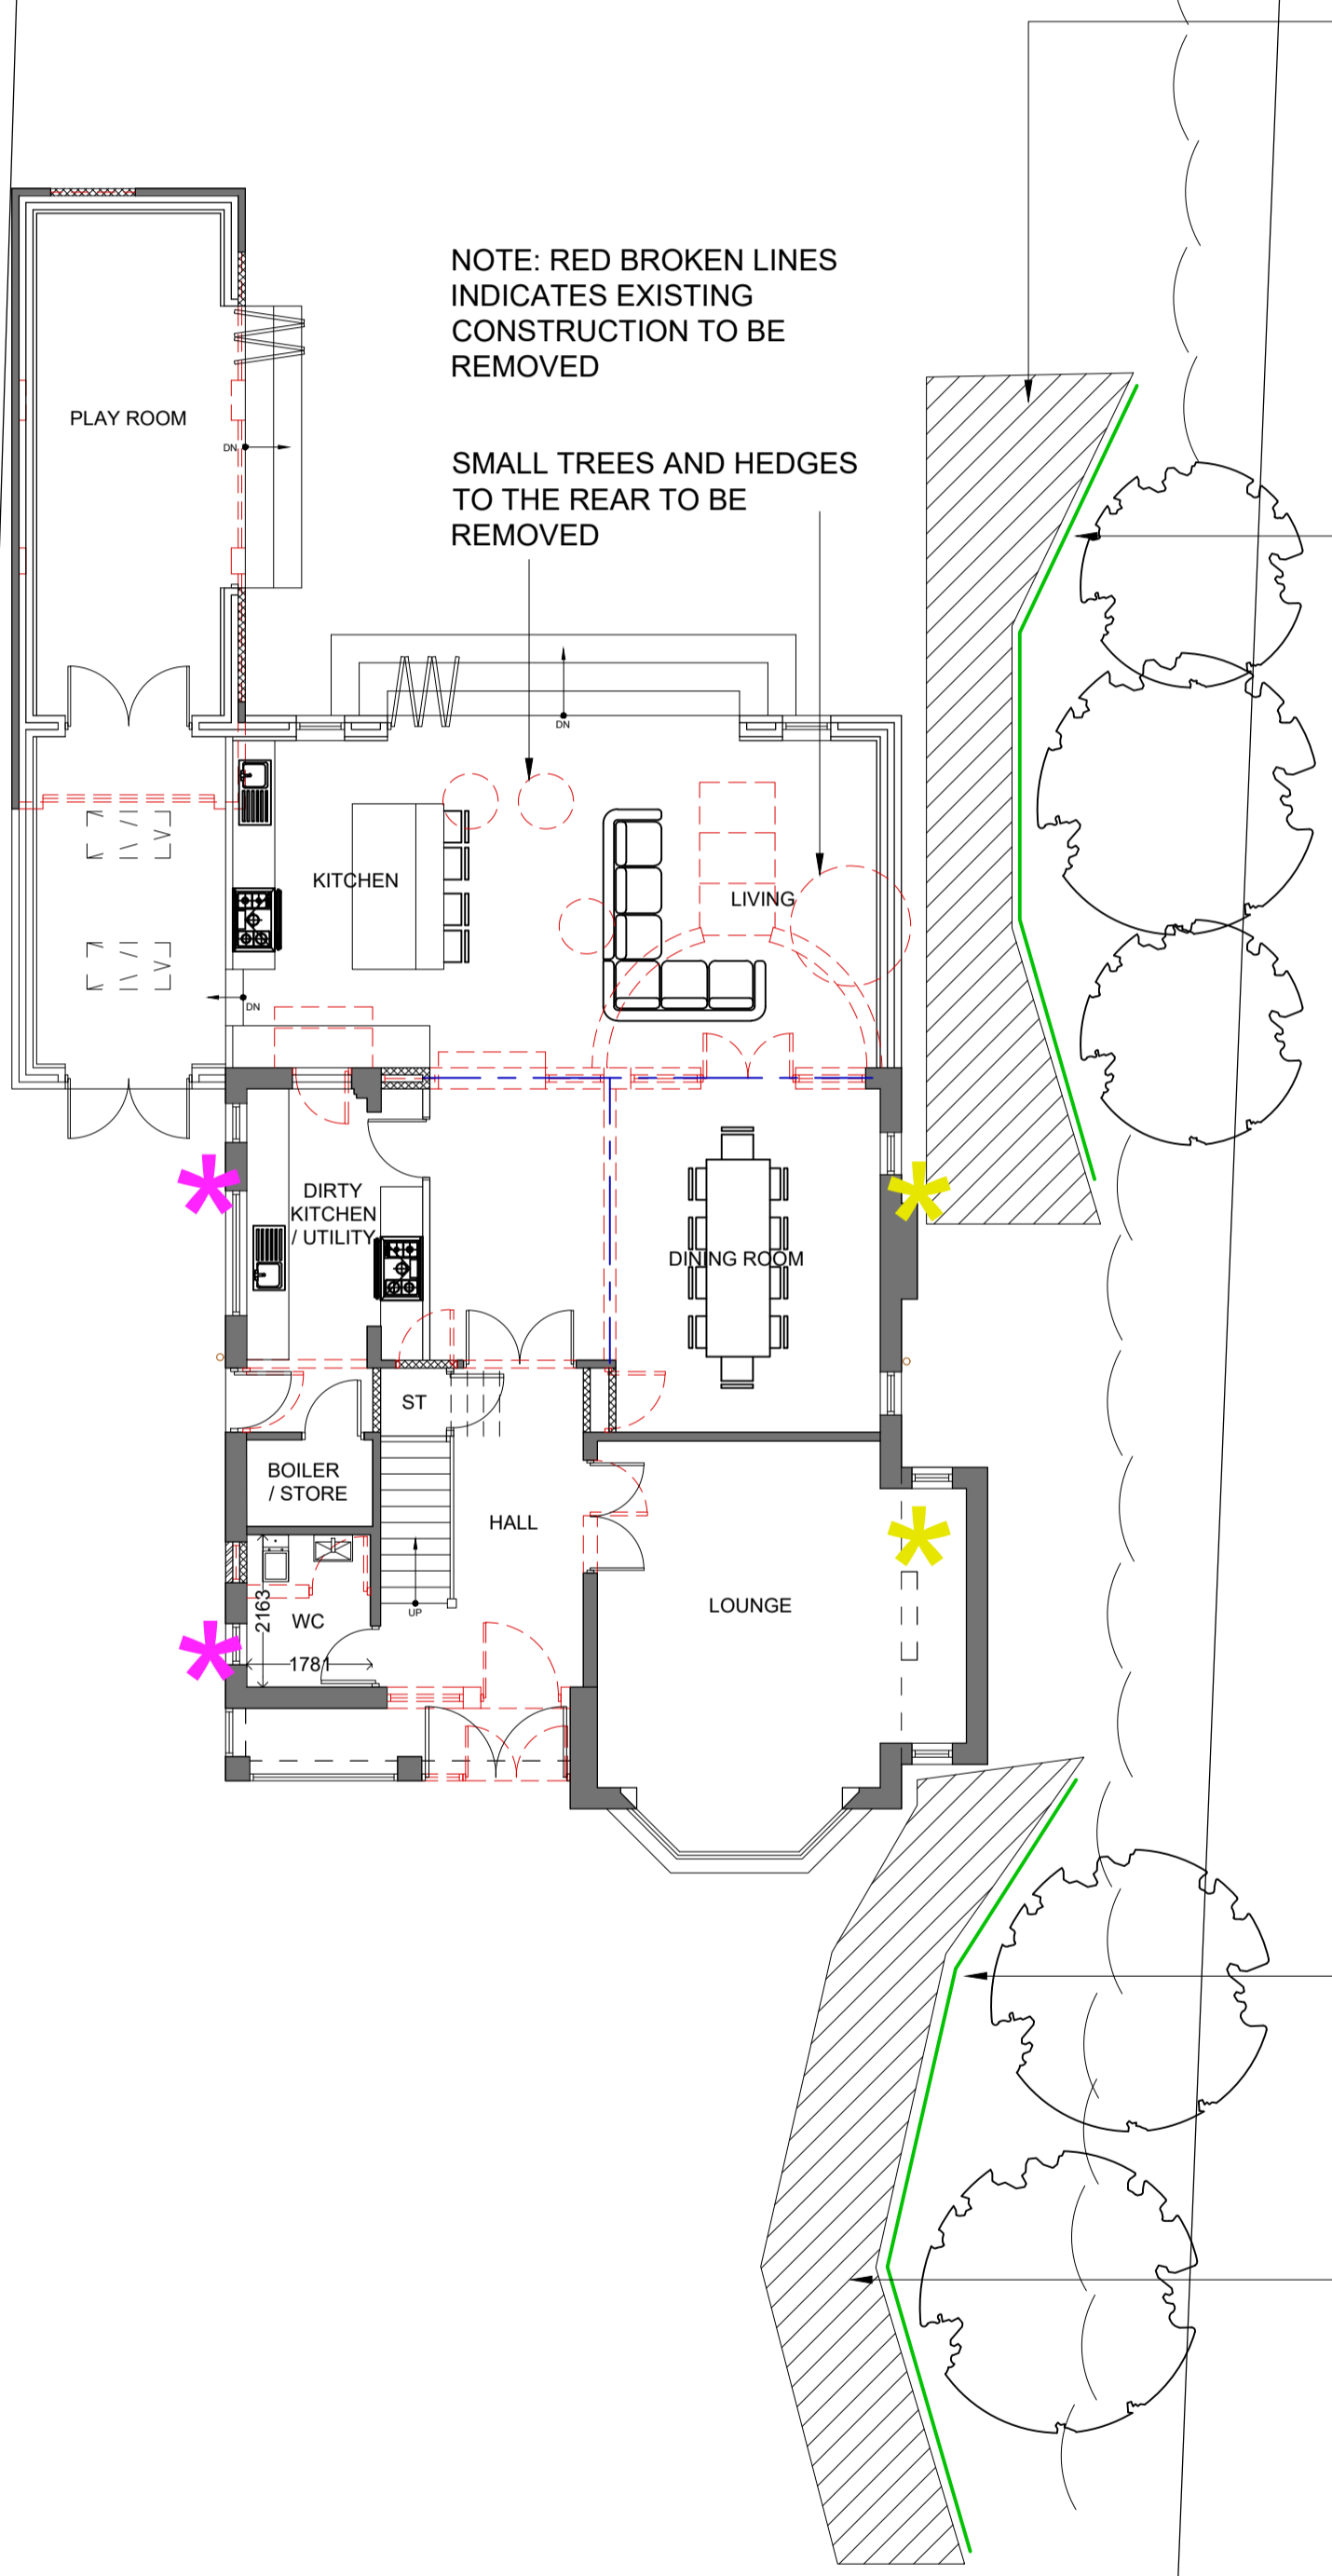 NOTE: RED BROKEN LINES
INDICATES EXISTING
CONSTRUCTION TO BE
REMOVED
PLAY ROOM
DN
SMALL TREES AND HEDGES
TO THE REAR TO BE
REMOVED
DN
KITCHEN
LIVING
DN
DIRTY
KITCHEN
/ UTILITY
DINING ROOM
ST
BOILER
/ STORE
HALL
2163
WC
UP
LOUNGE
1781